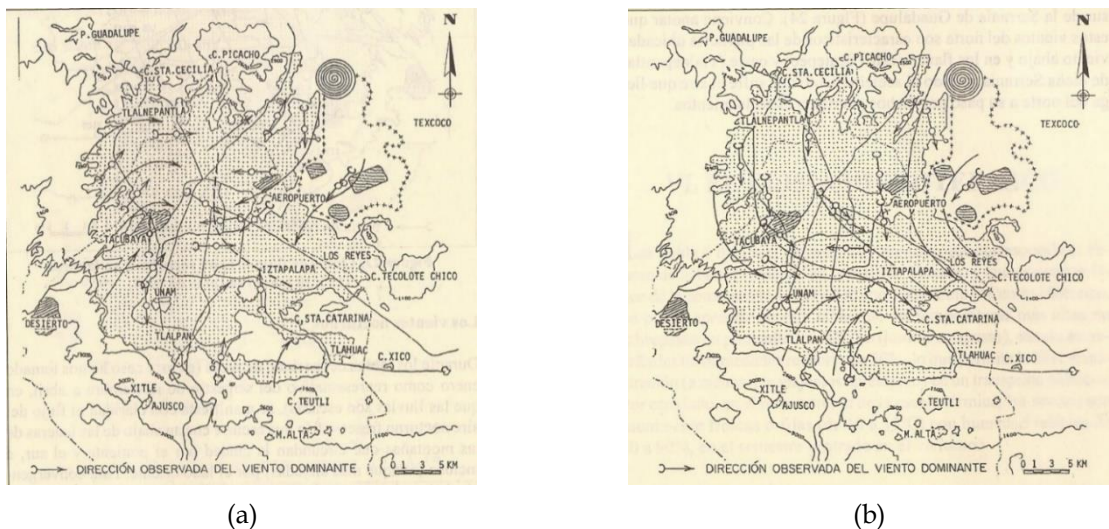 N
P.GUADALUPE
C.PICACHO
C.STA.CECILIA
TLALNEPANTLA
TEXCOCO
AEROPUERTO
TACUBAYA
LOS REYES
IZTAPALAPA
C.TECOLOTE CHICO
UNAM
DESIERTO
C.STA.CATARINA
TLALPAN
TLAHUAC
C.XICO
XITLE
AJUSCO
C.TEUTLI
M.ALTA
DIRECCIÓN OBSERVADA DEL VIENTO DOMINANTE
0 1 3 5 KM
(a)
N
P.GUADALUPE
C.PICACHO
C.STA.CECILIA
TLALNEPANTLA
TEXCOCO
AEROPUERTO
TACUBAYA
LOS REYES
IZTAPALAPA
C.TECOLOTE CHICO
UNAM
DESIERTO
C.STA.CATARINA
TLALPAN
TLAHUAC
C.XICO
XITLE
AJUSCO
C.TEUTLI
M.ALTA
DIRECCIÓN OBSERVADA DEL VIENTO DOMINANTE
0 1 3 5 KM
(b)